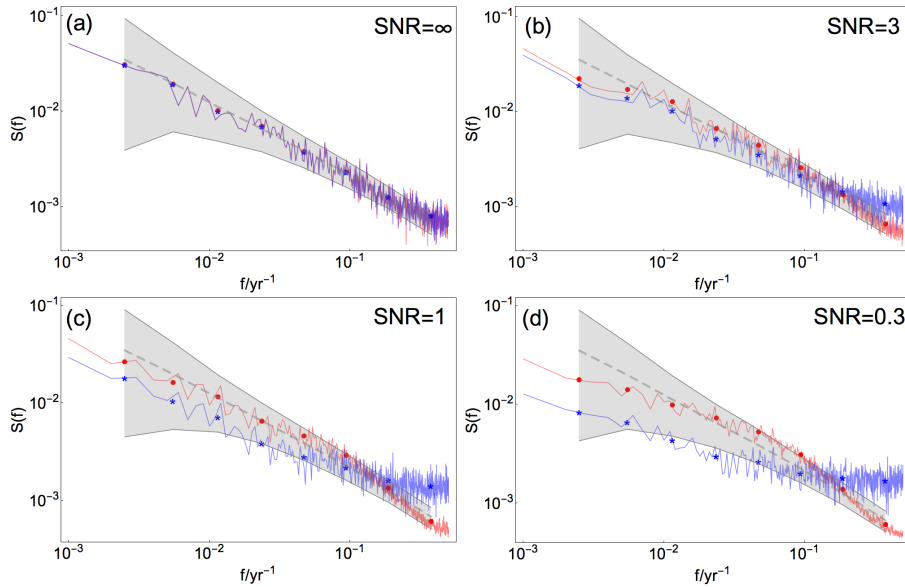 (a) SNR=∞
10⁻¹
10⁻²
10⁻³
S(f)
10⁻³ 10⁻² 10⁻¹
f/yr⁻¹
(b) SNR=3
10⁻¹
10⁻²
10⁻³
S(f)
10⁻³ 10⁻² 10⁻¹
f/yr⁻¹
(c) SNR=1
10⁻¹
10⁻²
10⁻³
S(f)
10⁻³ 10⁻² 10⁻¹
f/yr⁻¹
(d) SNR=0.3
10⁻¹
10⁻²
10⁻³
S(f)
10⁻³ 10⁻² 10⁻¹
f/yr⁻¹